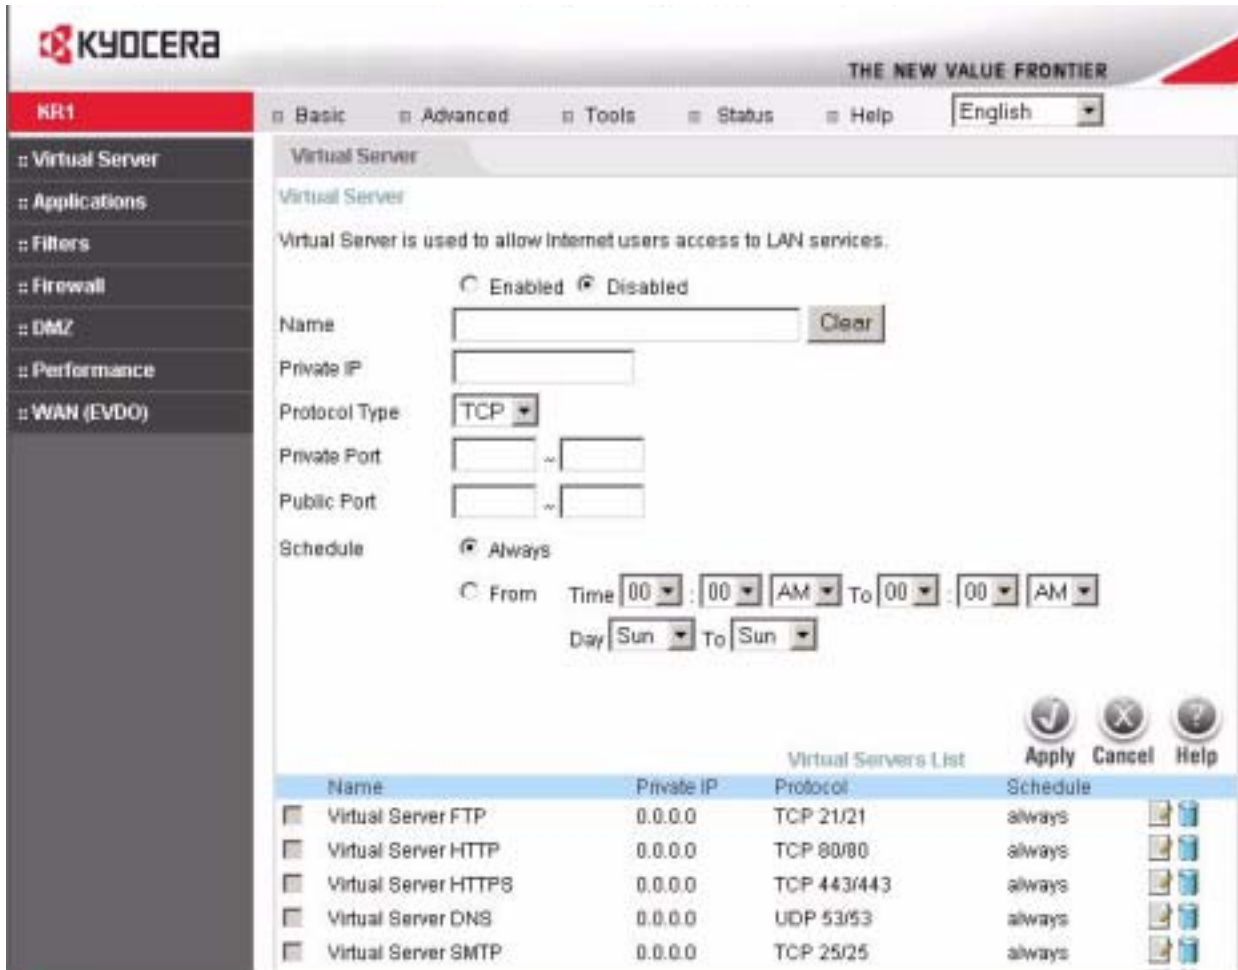 KYOCERA
THE NEW VALUE FRONTIER
KR1
Basic Advanced Tools Status Help English
:: Virtual Server
:: Applications
:: Filters
:: Firewall
:: DMZ
:: Performance
:: WAN (EVDO)
Virtual Server
Virtual Server
Virtual Server is used to allow Internet users access to LAN services.
Enabled Disabled
Name Clear
Private IP
Protocol Type TCP
Private Port ~
Public Port ~
Schedule Always
From Time 00 : 00 AM To 00 : 00 AM
Day Sun To Sun
Apply Cancel Help
Virtual Servers List
Name Private IP Protocol Schedule
Virtual Server FTP 0.0.0.0 TCP 21/21 always
Virtual Server HTTP 0.0.0.0 TCP 80/80 always
Virtual Server HTTPS 0.0.0.0 TCP 443/443 always
Virtual Server DNS 0.0.0.0 UDP 53/53 always
Virtual Server SMTP 0.0.0.0 TCP 25/25 always